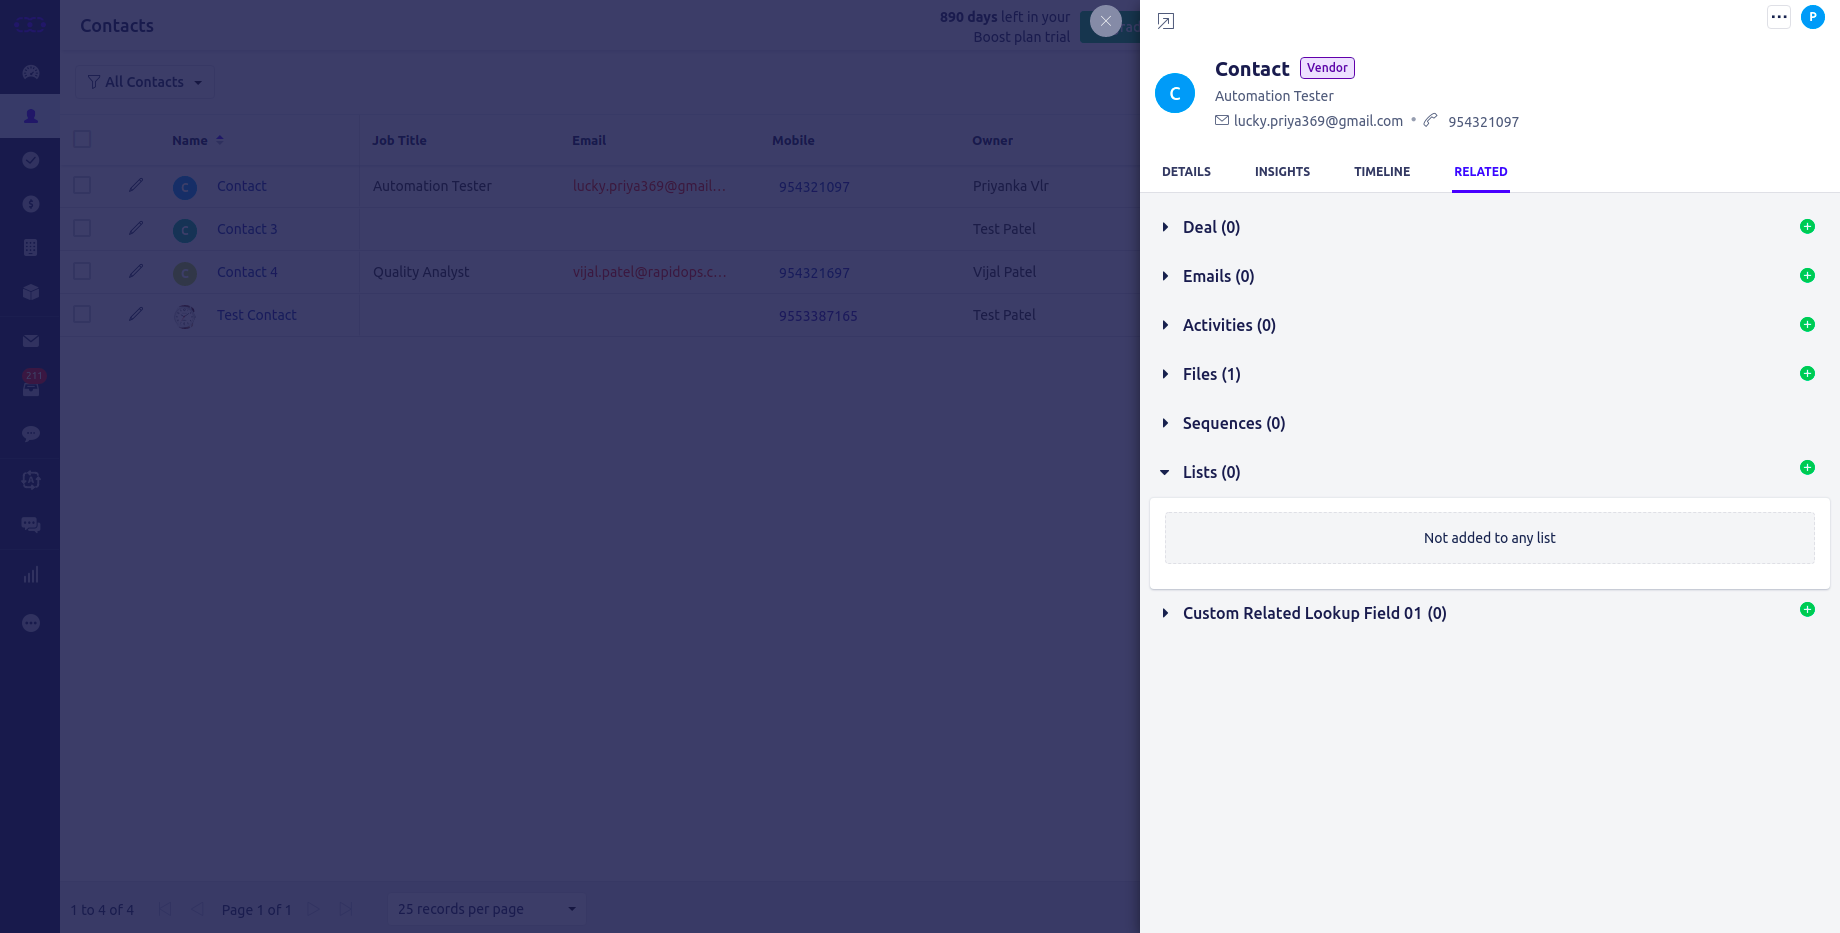 Contacts
890 days left in your
Boost plan trial
All Contacts
Name
Job Title
Email
Mobile
Owner
C
Contact
Automation Tester
lucky.priya369@gmail...
954321097
Priyanka Vlr
C
Contact 3
Test Patel
C
Contact 4
Quality Analyst
vijal.patel@rapidops.c...
954321697
Vijal Patel
Test Contact
9553387165
Test Patel
211
1 to 4 of 4
Page 1 of 1
25 records per page
P
C
Contact
Vendor
Automation Tester
lucky.priya369@gmail.com
954321097
DETAILS
INSIGHTS
TIMELINE
RELATED
Deal (0)
Emails (0)
Activities (0)
Files (1)
Sequences (0)
Lists (0)
Not added to any list
Custom Related Lookup Field 01 (0)